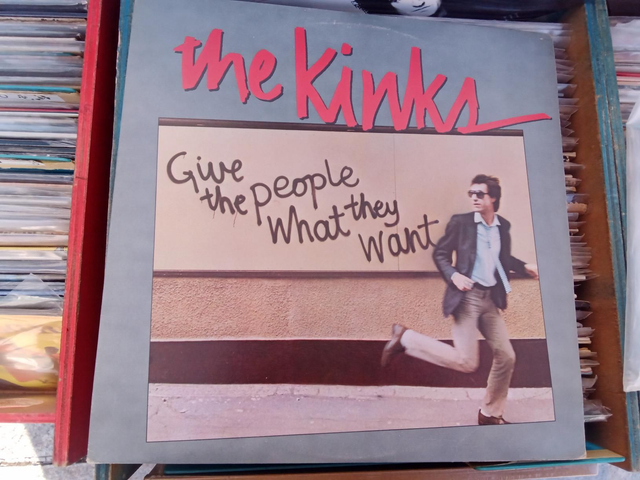 the Kinks
Give
the people
What they
Want